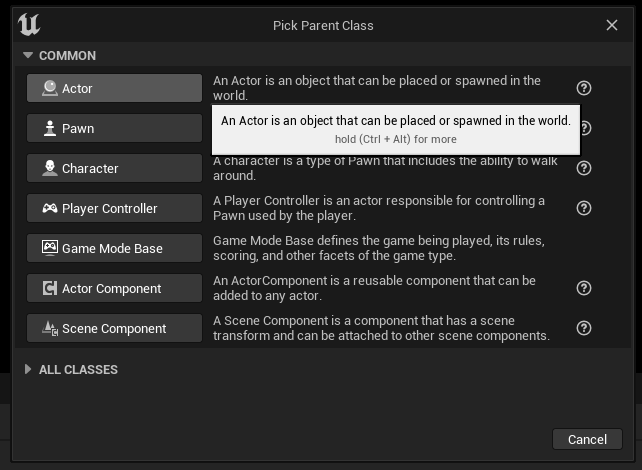 Pick Parent Class
COMMON
Actor
An Actor is an object that can be placed or spawned in the
world.
An Actor is an object that can be placed or spawned in the world.
hold (Ctrl + Alt) for more
Pawn
Character
A character is a type of Pawn that includes the ability to walk
around.
Player Controller
A Player Controller is an actor responsible for controlling a
Pawn used by the player.
Game Mode Base
Game Mode Base defines the game being played, its rules,
scoring, and other facets of the game type.
Actor Component
An ActorComponent is a reusable component that can be
added to any actor.
Scene Component
A Scene Component is a component that has a scene
transform and can be attached to other scene components.
ALL CLASSES
Cancel